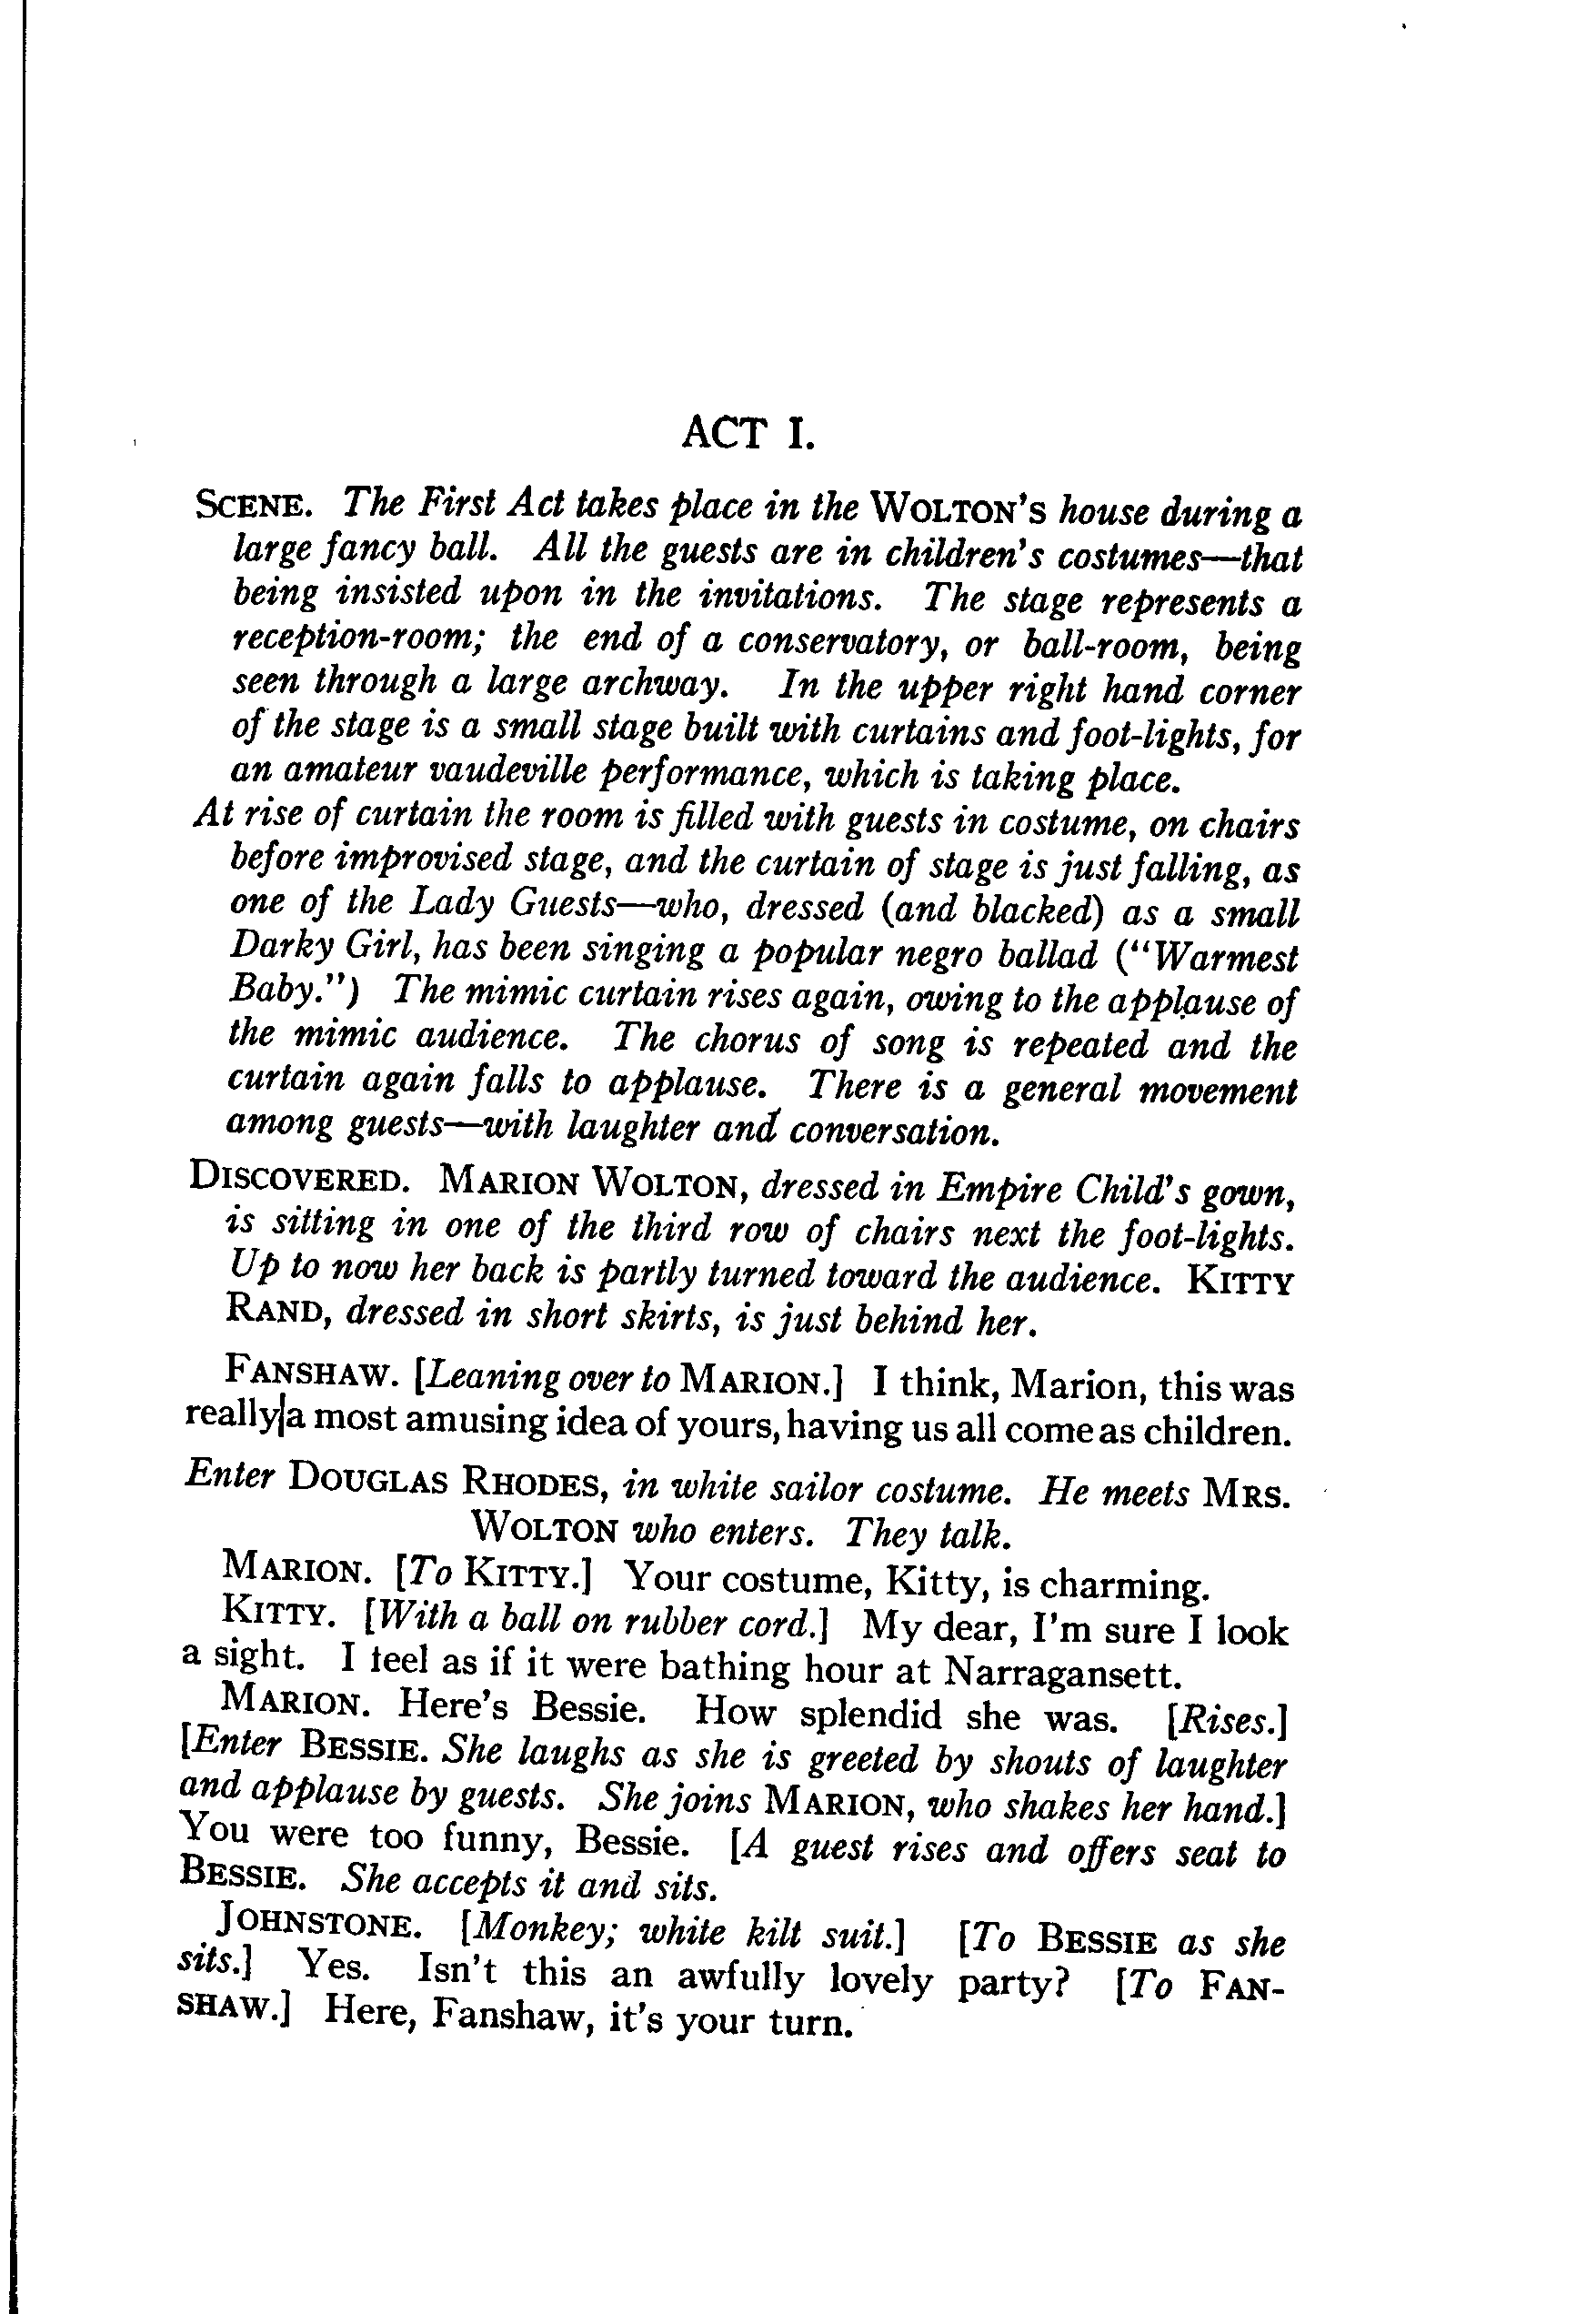 ACT I.
SCENE. The First Act takes place in the WOLTON'S house during a
large fancy ball. All the guests are in children's costumes—that
being insisted upon in the invitations. The stage represents a
reception-room; the end of a conservatory, or ball-room, being
seen through a large archway. In the upper right hand corner
of the stage is a small stage built with curtains and foot-lights, for
an amateur vaudeville performance, which is taking place.
At rise of curtain the room is filled with guests in costume, on chairs
before improvised stage, and the curtain of stage is just falling, as
one of the Lady Guests—who, dressed (and blacked) as a small
Darky Girl, has been singing a popular negro ballad ("Warmest
Baby.") The mimic curtain rises again, owing to the applause of
the mimic audience. The chorus of song is repeated and the
curtain again falls to applause. There is a general movement
among guests—with laughter and conversation.
DISCOVERED. MARION WOLTON, dressed in Empire Child's gown,
is sitting in one of the third row of chairs next the foot-lights.
Up to now her back is partly turned toward the audience. KITTY
RAND, dressed in short skirts, is just behind her.
FANSHAW. [Leaning over to MARION.] I think, Marion, this was
really a most amusing idea of yours, having us all come as children.
Enter DOUGLAS RHODES, in white sailor costume. He meets MRS.
WOLTON who enters. They talk.
MARION. [To KITTY.] Your costume, Kitty, is charming.
KITTY. [With a ball on rubber cord.] My dear, I'm sure I look
a sight. I feel as if it were bathing hour at Narragansett.
MARION. Here's Bessie. How splendid she was. [Rises.]
[Enter BESSIE. She laughs as she is greeted by shouts of laughter
and applause by guests. She joins MARION, who shakes her hand.]
You were too funny, Bessie. [A guest rises and offers seat to
BESSIE. She accepts it and sits.
JOHNSTONE. [Monkey; white kilt suit.] [To BESSIE as she
sits.] Yes. Isn't this an awfully lovely party? [To FAN-
SHAW.] Here, Fanshaw, it's your turn.